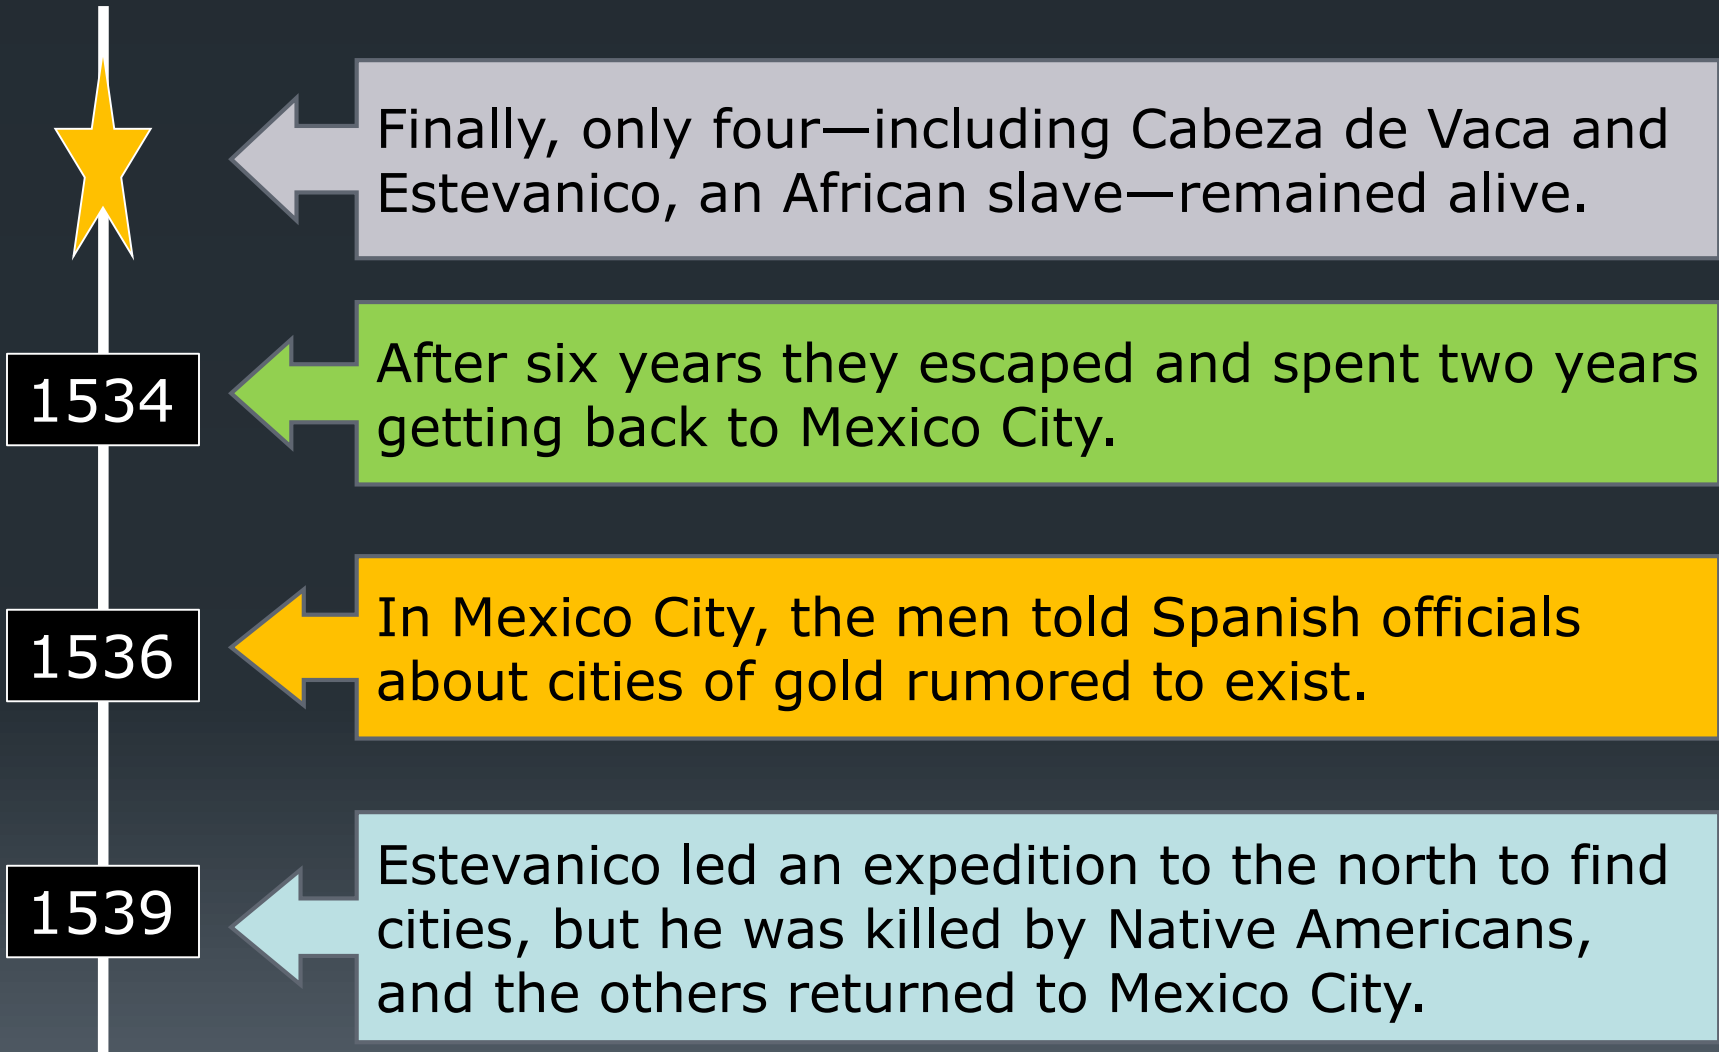 Finally, only four—including Cabeza de Vaca and
Estevanico, an African slave—remained alive.
1534
After six years they escaped and spent two years
getting back to Mexico City.
1536
In Mexico City, the men told Spanish officials
about cities of gold rumored to exist.
1539
Estevanico led an expedition to the north to find
cities, but he was killed by Native Americans,
and the others returned to Mexico City.